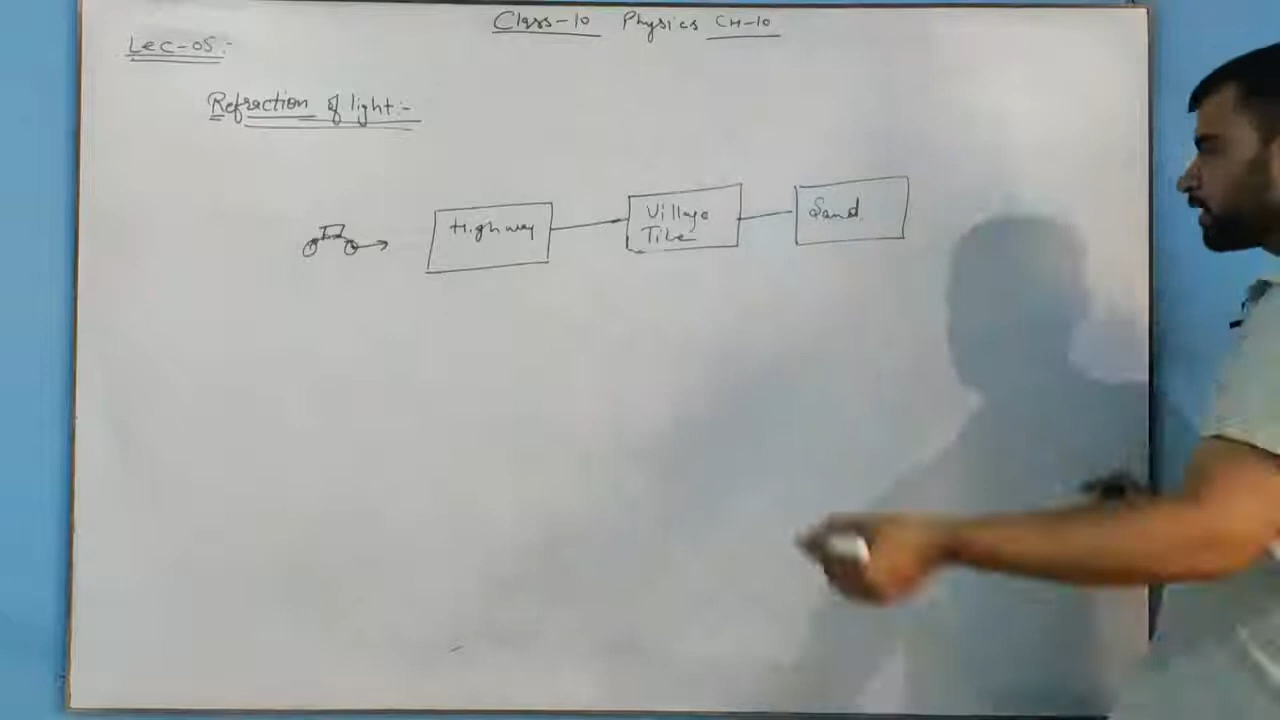 Class-10 Physics CH-10
Lec-05:-
Refraction of light:-
Highway
Village
Tile
Sand